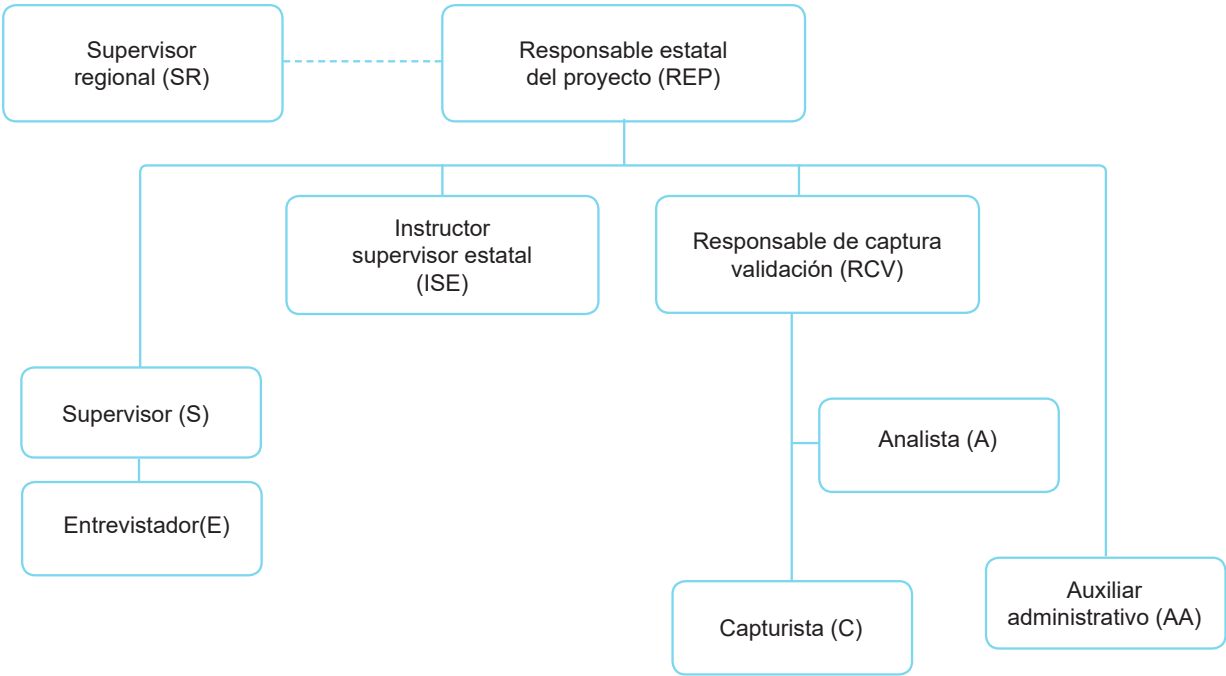 Supervisor
regional (SR)
Responsable estatal
del proyecto (REP)
Instructor
supervisor estatal
(ISE)
Responsable de captura
validación (RCV)
Supervisor (S)
Analista (A)
Entrevistador(E)
Auxiliar
administrativo (AA)
Capturista (C)